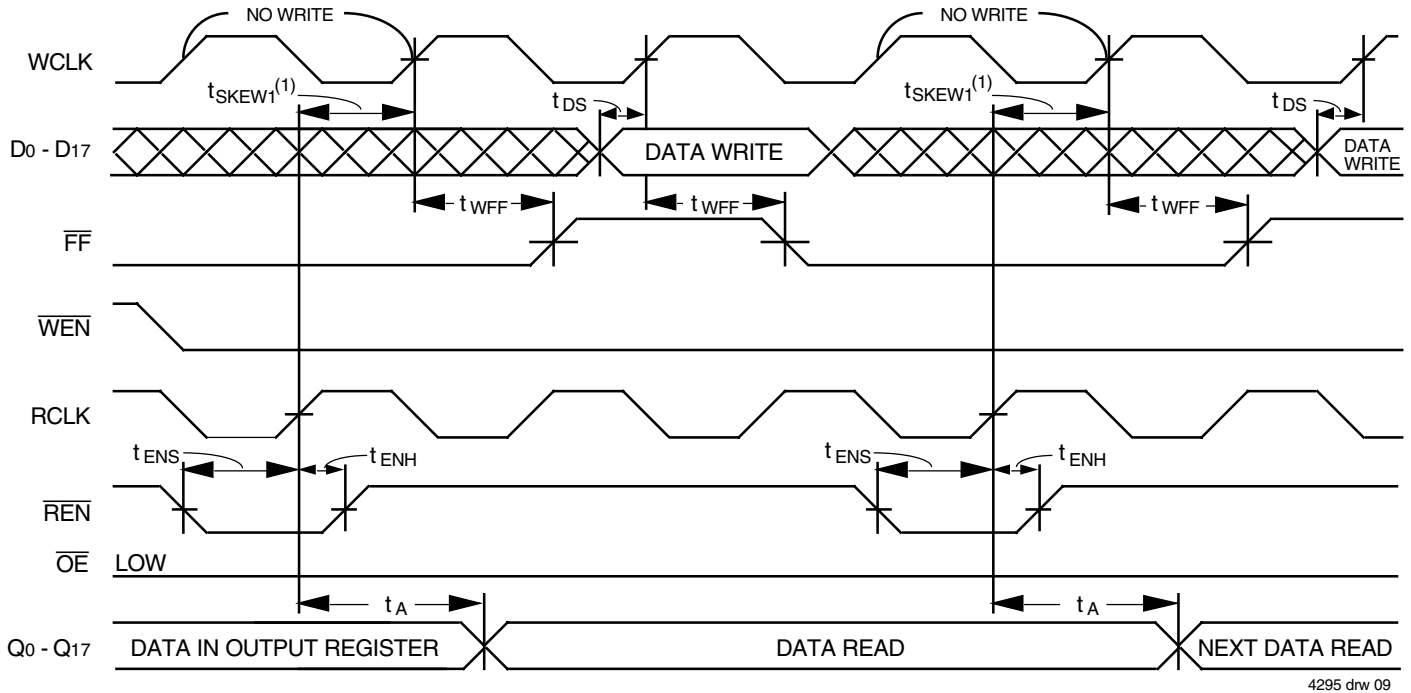 NO WRITE NO WRITE
WCLK
tSKEW1(1) tDS tSKEW1(1) tDS
D0 - D17 DATA WRITE DATA WRITE
tWFF tWFF tWFF
FF
WEN
RCLK
tENS tENH tENS tENH
REN
OE LOW
tA tA
Q0 - Q17 DATA IN OUTPUT REGISTER DATA READ NEXT DATA READ
4295 drw 09